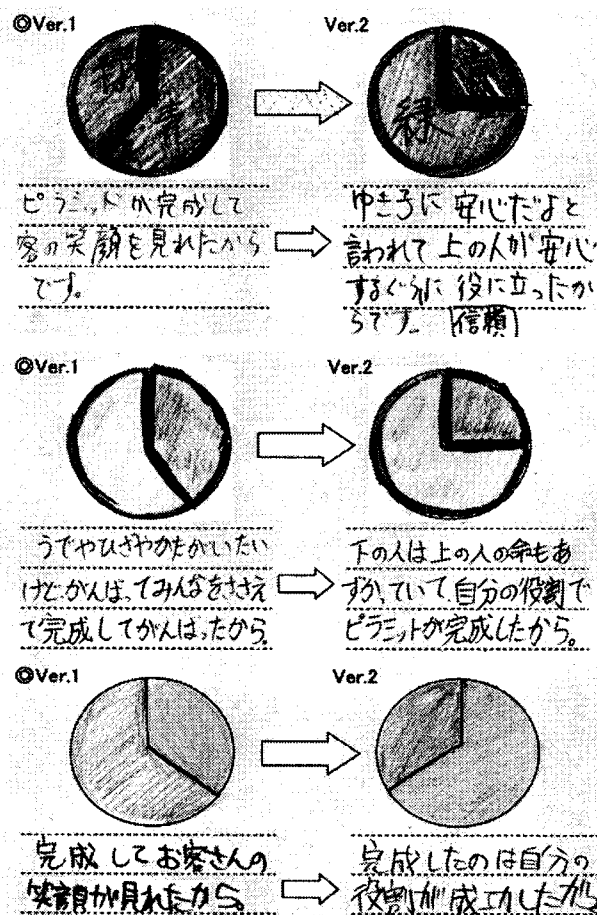 ◎Ver.1
Ver.2
緑
ピラミットが完成して
客の笑顔を見れたから
です。
ゆき子に安心だよと
言われて上の人が安心
するぐらいに役に立ったか
らです。 信頼
◎Ver.1
Ver.2
うでやひざやかたがいたい
けどがんばってみんなをささえ
て完成してがんばったから。
下の人は上の人の命もあ
ずかっていて、自分の役割で
ピラミットが完成したから。
◎Ver.1
Ver.2
完成してお客さんの
笑顔が見れたから。
完成したのは自分の
役割が成功したから